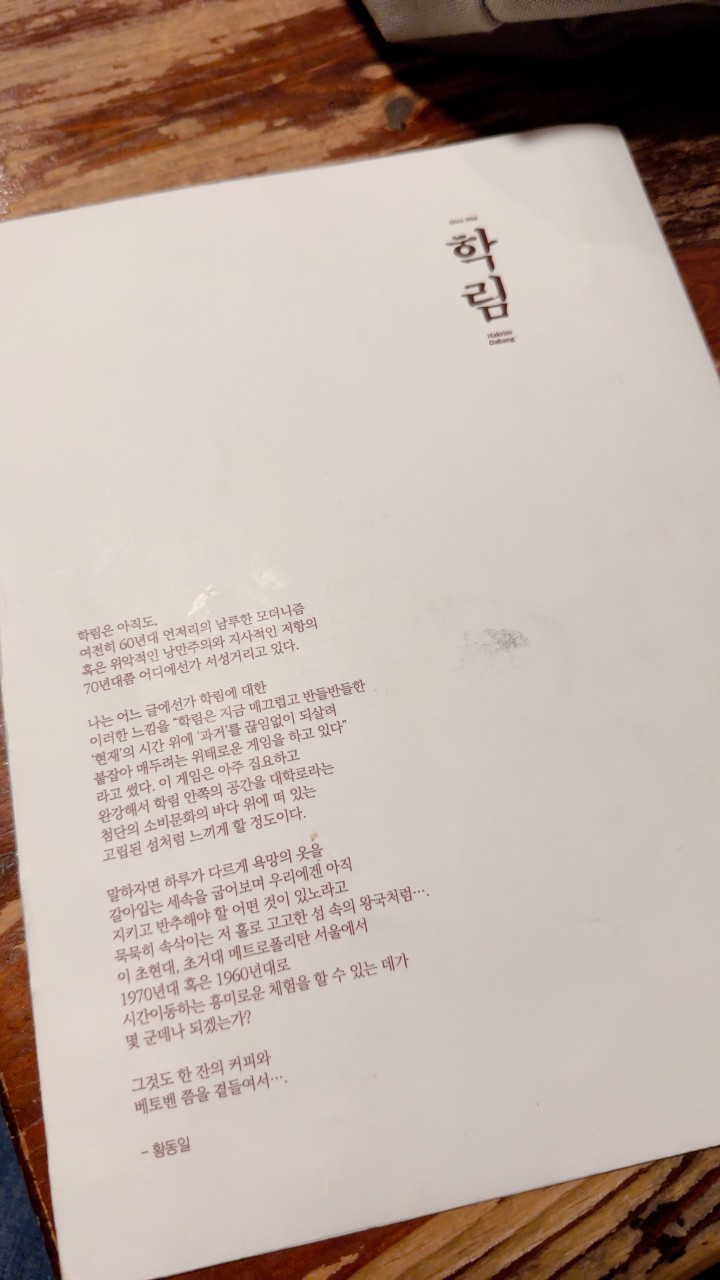 Since 1956
학림
Hakrim
Dabang
학림은 아직도,
여전히 60년대 언저리의 남루한 모더니즘
혹은 위악적인 낭만주의와 지사적인 저항의
70년대쯤 어디에선가 서성거리고 있다.
나는 어느 글에선가 학림에 대한
이러한 느낌을 “학림은 지금 매끄럽고 반들반들한
‘현재’의 시간 위에 ‘과거’를 끊임없이 되살려
붙잡아 매두려는 위태로운 게임을 하고 있다”
라고 썼다. 이 게임은 아주 집요하고
완강해서 학림 안쪽의 공간을 대학로라는
첨단의 소비문화의 바다 위에 떠 있는
고립된 섬처럼 느끼게 할 정도이다.
말하자면 하루가 다르게 욕망의 옷을
갈아입는 세속을 굽어보며 우리에겐 아직
지키고 반추해야 할 어떤 것이 있노라고
묵묵히 속삭이는 저 홀로 고고한 섬 속의 왕국처럼….
이 초현대, 초거대 메트로폴리탄 서울에서
1970년대 혹은 1960년대로
시간이동하는 흥미로운 체험을 할 수 있는 데가
몇 군데나 되겠는가?
그것도 한 잔의 커피와
베토벤 쯤을 곁들여서….
- 황동일